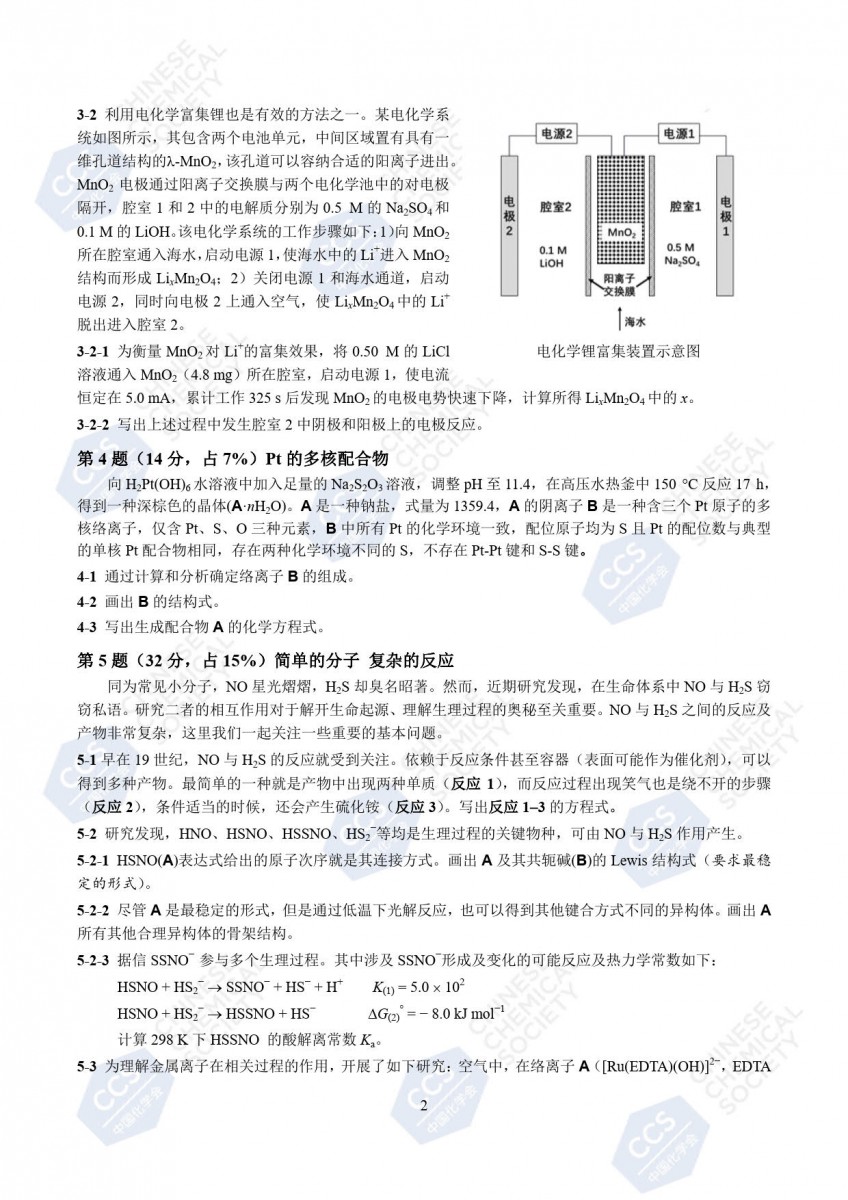 3-2 利用电化学富集锂也是有效的方法之一。某电化学系
统如图所示，其包含两个电池单元，中间区域置有具有一
维孔道结构的λ-MnO₂，该孔道可以容纳合适的阳离子进出。
MnO₂ 电极通过阳离子交换膜与两个电化学池中的对电极
隔开，腔室 1 和 2 中的电解质分别为 0.5 M 的 Na₂SO₄ 和
0.1 M 的 LiOH。该电化学系统的工作步骤如下：1)向 MnO₂
所在腔室通入海水，启动电源 1，使海水中的 Li⁺进入 MnO₂
结构而形成 LiₓMn₂O₄；2）关闭电源 1 和海水通道，启动
电源 2，同时向电极 2 上通入空气，使 LiₓMn₂O₄ 中的 Li⁺
脱出进入腔室 2。
电源2
电源1
电极2
腔室2
腔室1
电极1
MnO₂
0.1 M
LiOH
0.5 M
Na₂SO₄
阳离子
交换膜
海水
电化学锂富集装置示意图
3-2-1 为衡量 MnO₂ 对 Li⁺的富集效果，将 0.50 M 的 LiCl
溶液通入 MnO₂（4.8 mg）所在腔室，启动电源 1，使电流
恒定在 5.0 mA，累计工作 325 s 后发现 MnO₂ 的电极电势快速下降，计算所得 LiₓMn₂O₄ 中的 x。
3-2-2 写出上述过程中发生腔室 2 中阴极和阳极上的电极反应。
第 4 题（14 分，占 7%）Pt 的多核配合物
向 H₂Pt(OH)₆ 水溶液中加入足量的 Na₂S₂O₃ 溶液，调整 pH 至 11.4，在高压水热釜中 150 °C 反应 17 h，
得到一种深棕色的晶体(A·nH₂O)。A 是一种钠盐，式量为 1359.4，A 的阴离子 B 是一种含三个 Pt 原子的多
核络离子，仅含 Pt、S、O 三种元素，B 中所有 Pt 的化学环境一致，配位原子均为 S 且 Pt 的配位数与典型
的单核 Pt 配合物相同，存在两种化学环境不同的 S，不存在 Pt-Pt 键和 S-S 键。
4-1 通过计算和分析确定络离子 B 的组成。
4-2 画出 B 的结构式。
4-3 写出生成配合物 A 的化学方程式。
第 5 题（32 分，占 15%）简单的分子 复杂的反应
同为常见小分子，NO 星光熠熠，H₂S 却臭名昭著。然而，近期研究发现，在生命体系中 NO 与 H₂S 窃
窃私语。研究二者的相互作用对于解开生命起源、理解生理过程的奥秘至关重要。NO 与 H₂S 之间的反应及
产物非常复杂，这里我们一起关注一些重要的基本问题。
5-1 早在 19 世纪，NO 与 H₂S 的反应就受到关注。依赖于反应条件甚至容器（表面可能作为催化剂），可以
得到多种产物。最简单的一种就是产物中出现两种单质（反应 1），而反应过程出现笑气也是绕不开的步骤
（反应 2），条件适当的时候，还会产生硫化铵（反应 3）。写出反应 1–3 的方程式。
5-2 研究发现，HNO、HSNO、HSSNO、HS₂⁻等均是生理过程的关键物种，可由 NO 与 H₂S 作用产生。
5-2-1 HSNO(A)表达式给出的原子次序就是其连接方式。画出 A 及其共轭碱(B)的 Lewis 结构式（要求最稳
定的形式）。
5-2-2 尽管 A 是最稳定的形式，但是通过低温下光解反应，也可以得到其他键合方式不同的异构体。画出 A
所有其他合理异构体的骨架结构。
5-2-3 据信 SSNO⁻ 参与多个生理过程。其中涉及 SSNO⁻形成及变化的可能反应及热力学常数如下：
HSNO + HS₂⁻ → SSNO⁻ + HS⁻ + H⁺ K₍₁₎ = 5.0 × 10²
HSNO + HS₂⁻ → HSSNO + HS⁻ ΔG₍₂₎° = − 8.0 kJ mol⁻¹
计算 298 K 下 HSSNO 的酸解离常数 Kₐ。
5-3 为理解金属离子在相关过程的作用，开展了如下研究：空气中，在络离子 A（[Ru(EDTA)(OH)]²⁻，EDTA
2
CCS
中国化学会
CHINESE
CHEMICAL
SOCIETY